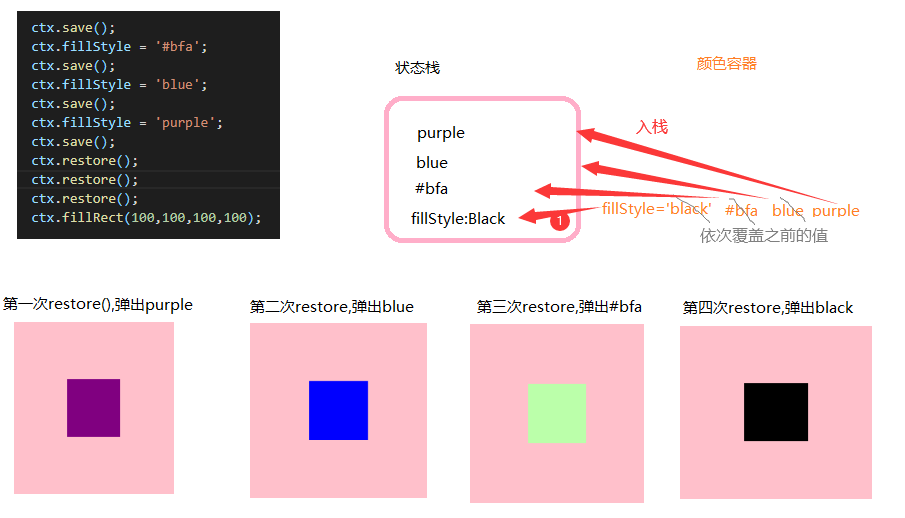 ctx.save();
ctx.fillStyle = '#bfa';
ctx.save();
ctx.fillStyle = 'blue';
ctx.save();
ctx.fillStyle = 'purple';
ctx.save();
ctx.restore();
ctx.restore();
ctx.restore();
ctx.fillRect(100,100,100,100);
状态栈
颜色容器
purple
blue
#bfa
fillStyle:Black
1
入栈
fillStyle='black' #bfa blue purple
依次覆盖之前的值
第一次restore(),弹出purple
第二次restore,弹出blue
第三次restore,弹出#bfa
第四次restore,弹出black